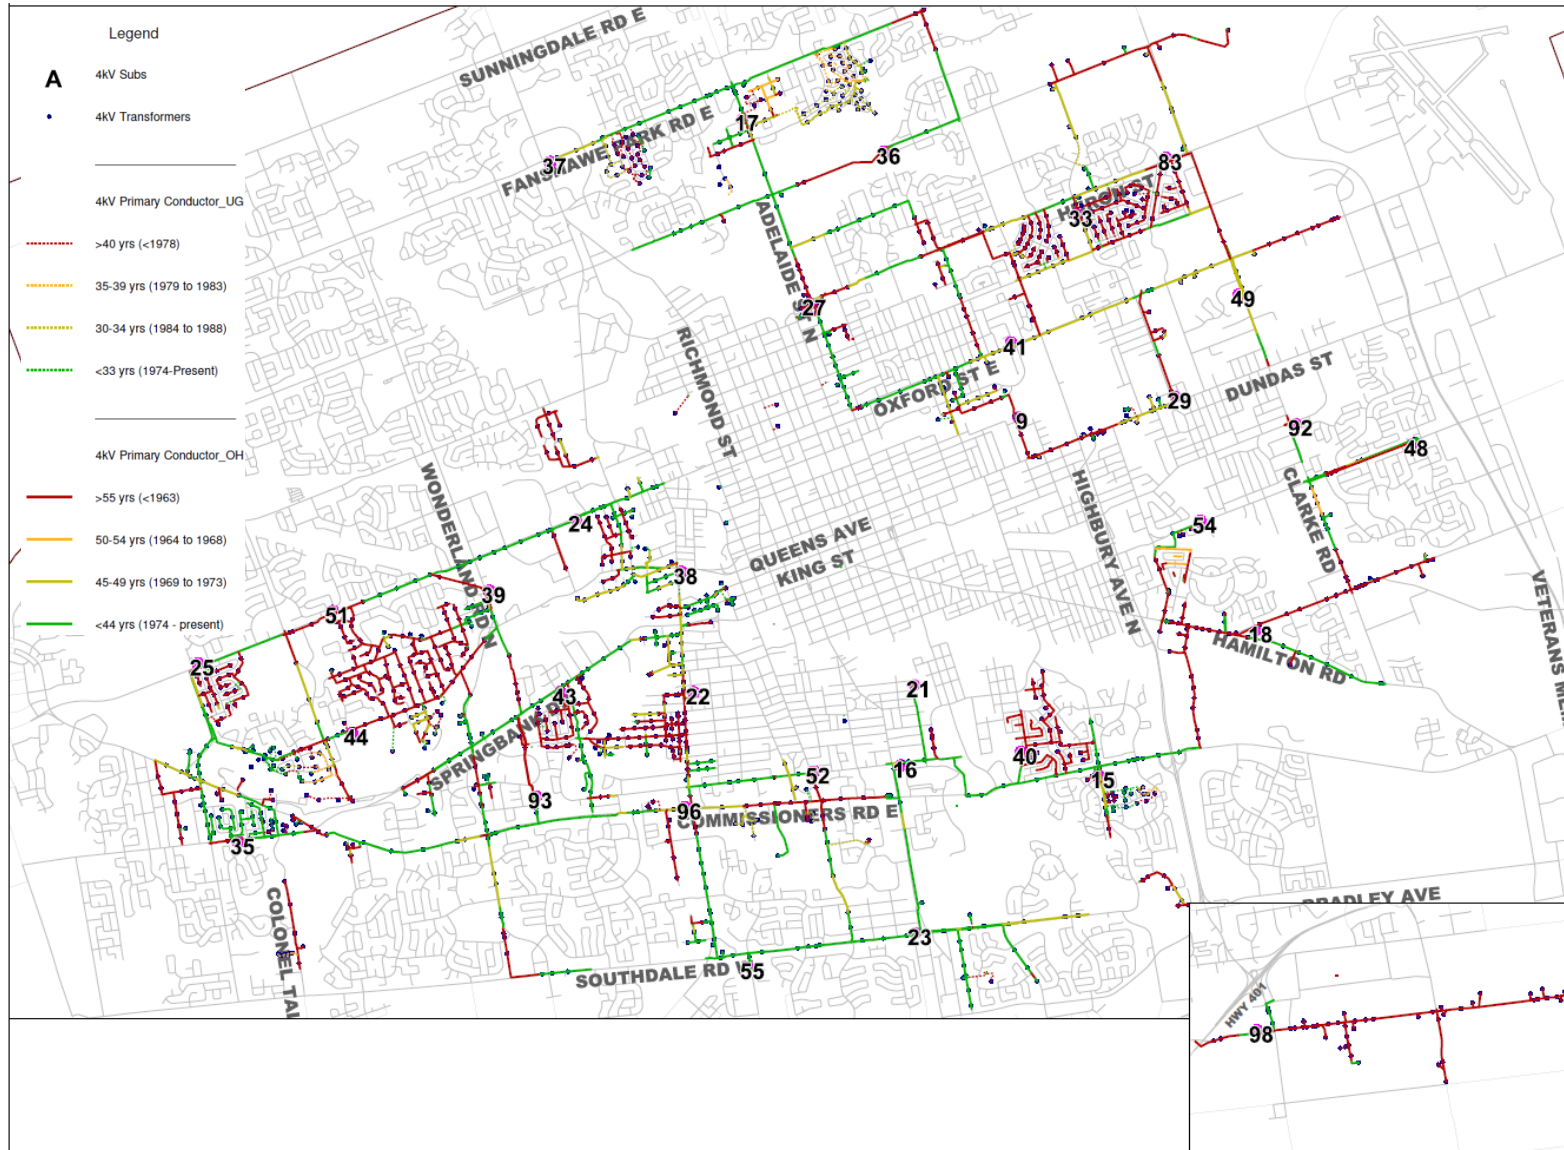 Legend
A
4kV Subs
4kV Transformers
4kV Primary Conductor_UG
>40 yrs (<1978)
35-39 yrs (1979 to 1983)
30-34 yrs (1984 to 1988)
<33 yrs (1974-Present)
4kV Primary Conductor_OH
>55 yrs (<1963)
50-54 yrs (1964 to 1968)
45-49 yrs (1969 to 1973)
<44 yrs (1974 - present)
SUNNINGDALE RD E
17
FANSHAWE PARK RD E
37
36
83
HURON ST
33
ADELAIDE ST N
27
49
RICHMOND ST
41
OXFORD ST E
DUNDAS ST
29
9
92
48
WONDERLAND RD N
HIGHBURY AVE N
CLARKE RD
24
54
QUEENS AVE
KING ST
38
39
VETERANS MEM
51
18
HAMILTON RD
25
43
22
21
SPRINGBANK D
44
40
16
52
15
93
96
COMMISSIONERS RD E
35
COLONEL TAL
BRADLEY AVE
23
55
SOUTHDALE RD W
HWY 401
98